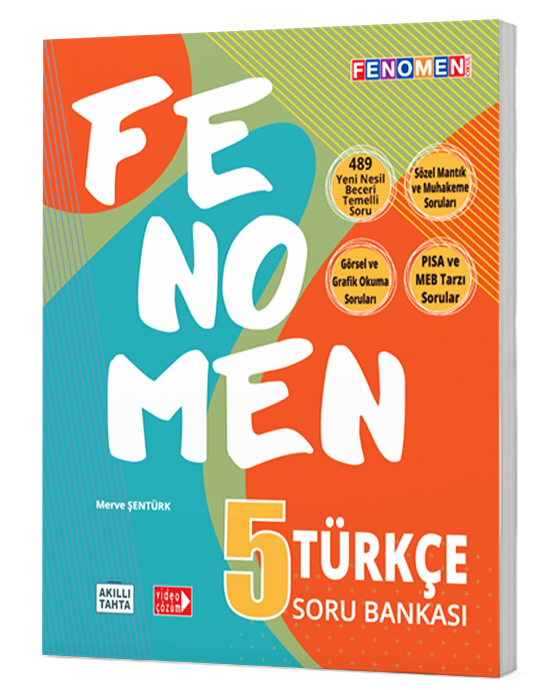 FENOMEN
FE
NO
MEN
489
Yeni Nesil
Beceri
Temelli
Soru
Sözel Mantık
ve Muhakeme
Soruları
Görsel ve
Grafik Okuma
Soruları
PISA ve
MEB Tarzı
Sorular
Merve ŞENTÜRK
5 TÜRKÇE
SORU BANKASI
AKILLI
TAHTA
video
çözüm